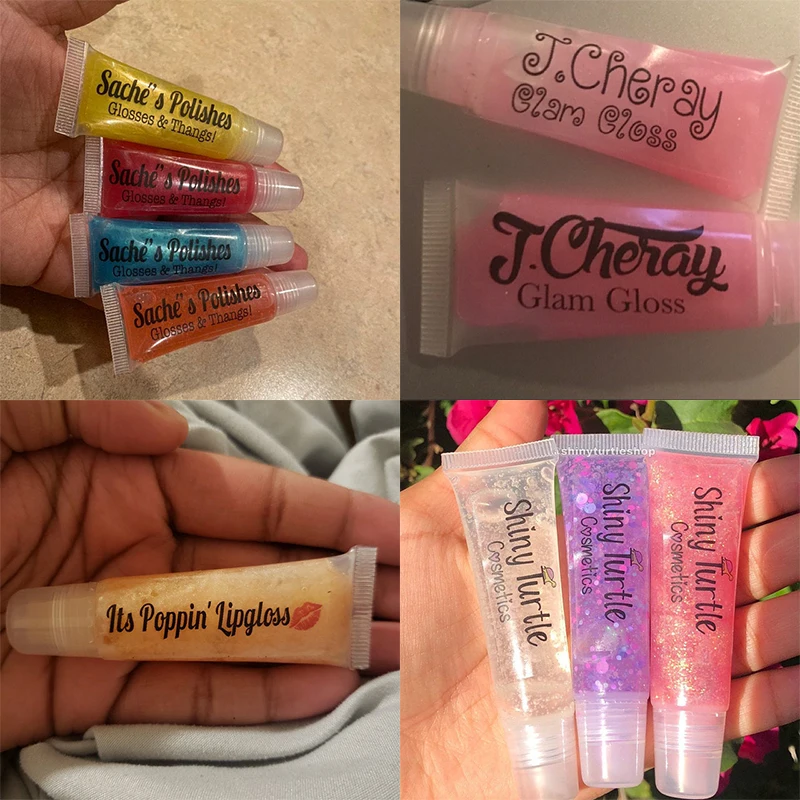 Saché's Polishes
Glosses & Thangs!
Saché's Polishes
Glosses & Thangs!
Saché's Polishes
Glosses & Thangs!
Saché's Polishes
Glosses & Thangs!
J.Cheray
Glam Gloss
J.Cheray
Glam Gloss
Its Poppin' Lipgloss
shinyturtleshop
Shiny Turtle
Cosmetics
Shiny Turtle
Cosmetics
Shiny Turtle
Cosmetics